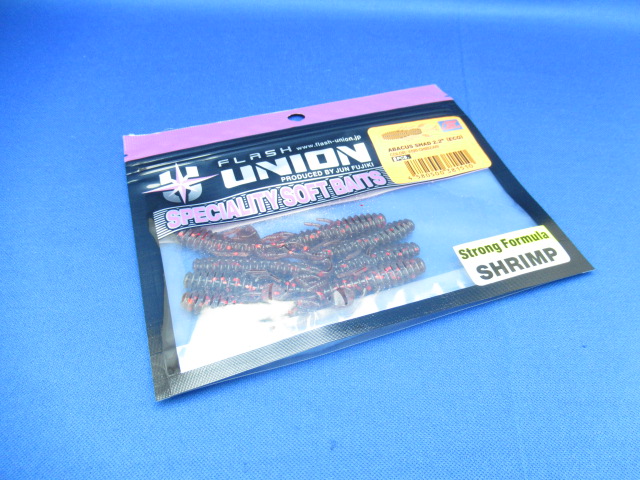 FLASH
www.flash-union.jp
UNION
PRODUCED BY JUN FUJIKI
SPECIALITY SOFT BAITS
ABACUS SHAD 2.2"
Strong Formula
SHRIMP